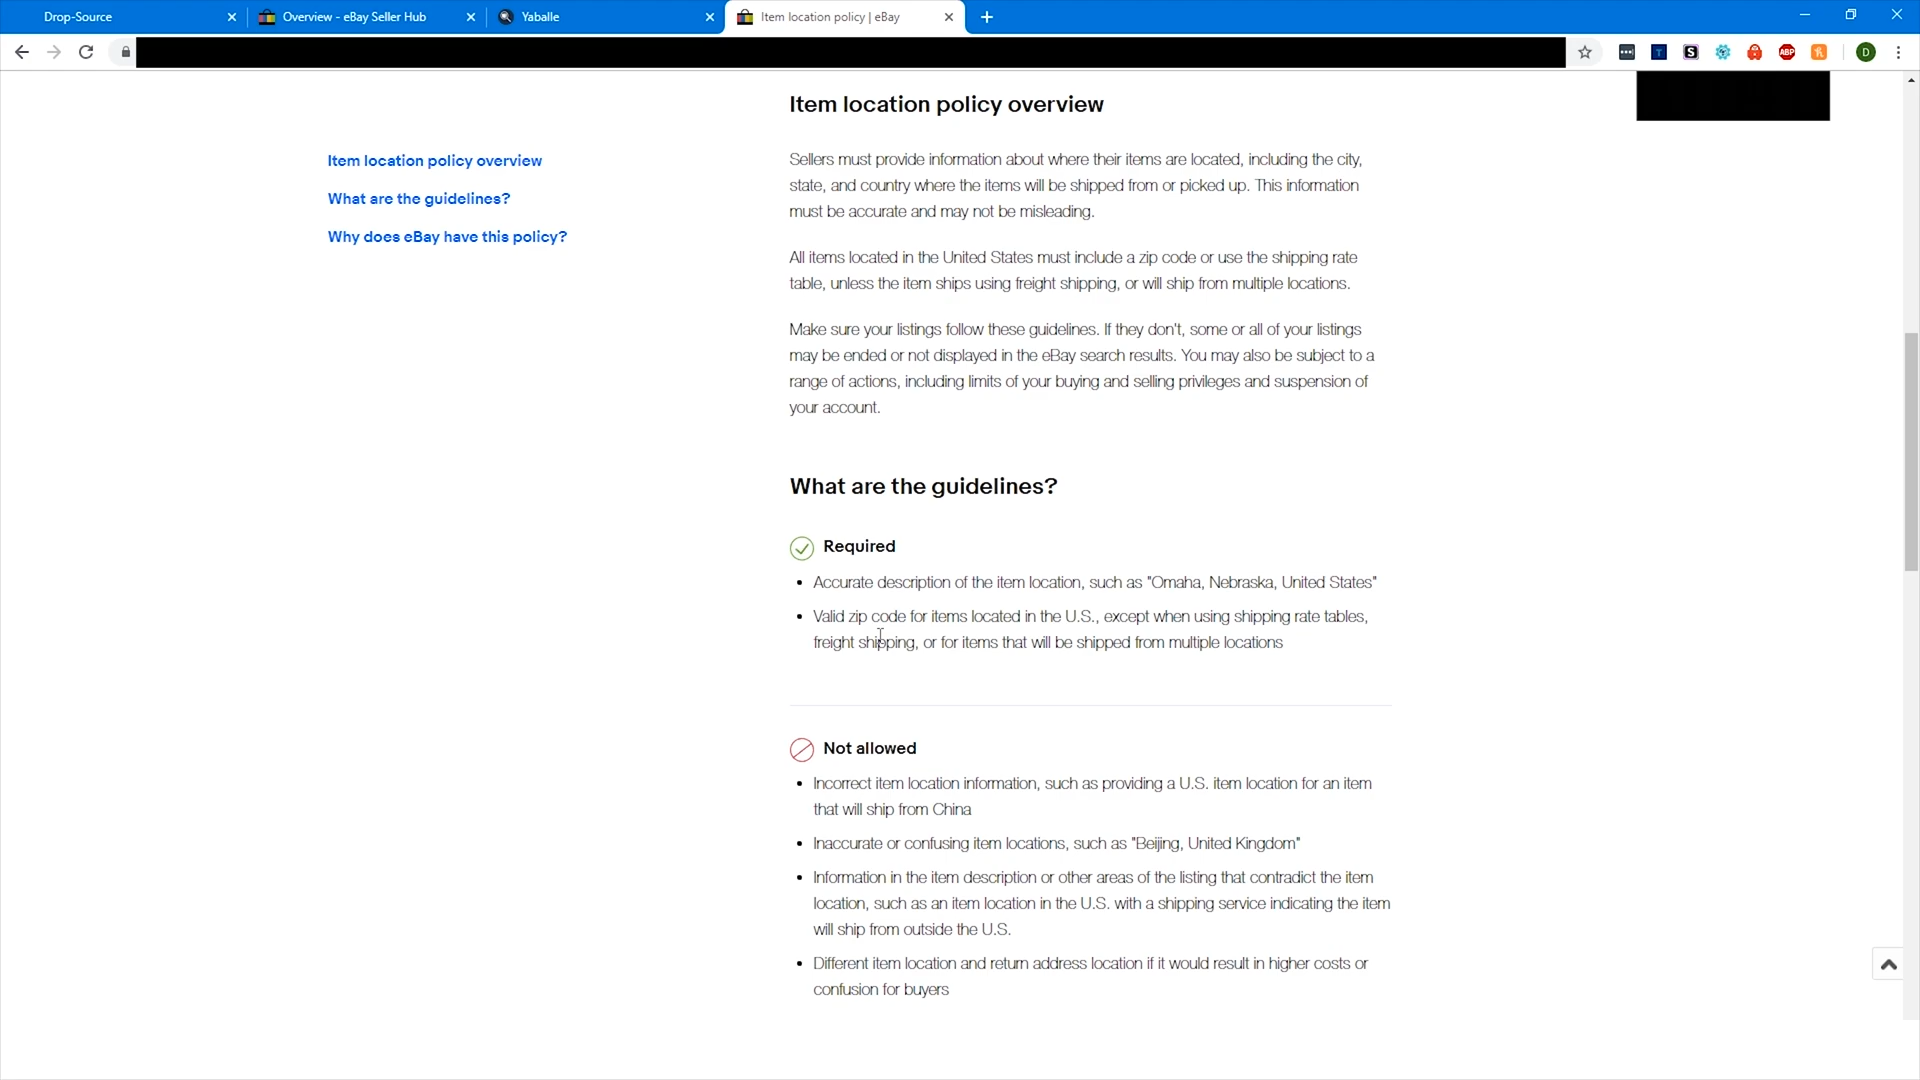 Drop-Source
Overview - eBay Seller Hub
Yaballe
Item location policy | eBay
T
S
ABP
D
Item location policy overview
What are the guidelines?
Why does eBay have this policy?
Item location policy overview
Sellers must provide information about where their items are located, including the city,
state, and country where the items will be shipped from or picked up. This information
must be accurate and may not be misleading.
All items located in the United States must include a zip code or use the shipping rate
table, unless the item ships using freight shipping, or will ship from multiple locations.
Make sure your listings follow these guidelines. If they don't, some or all of your listings
may be ended or not displayed in the eBay search results. You may also be subject to a
range of actions, including limits of your buying and selling privileges and suspension of
your account.
What are the guidelines?
Required
• Accurate description of the item location, such as "Omaha, Nebraska, United States"
• Valid zip code for items located in the U.S., except when using shipping rate tables,
freight shipping, or for items that will be shipped from multiple locations
Not allowed
• Incorrect item location information, such as providing a U.S. item location for an item
that will ship from China
• Inaccurate or confusing item locations, such as "Beijing, United Kingdom"
• Information in the item description or other areas of the listing that contradict the item
location, such as an item location in the U.S. with a shipping service indicating the item
will ship from outside the U.S.
• Different item location and return address location if it would result in higher costs or
confusion for buyers